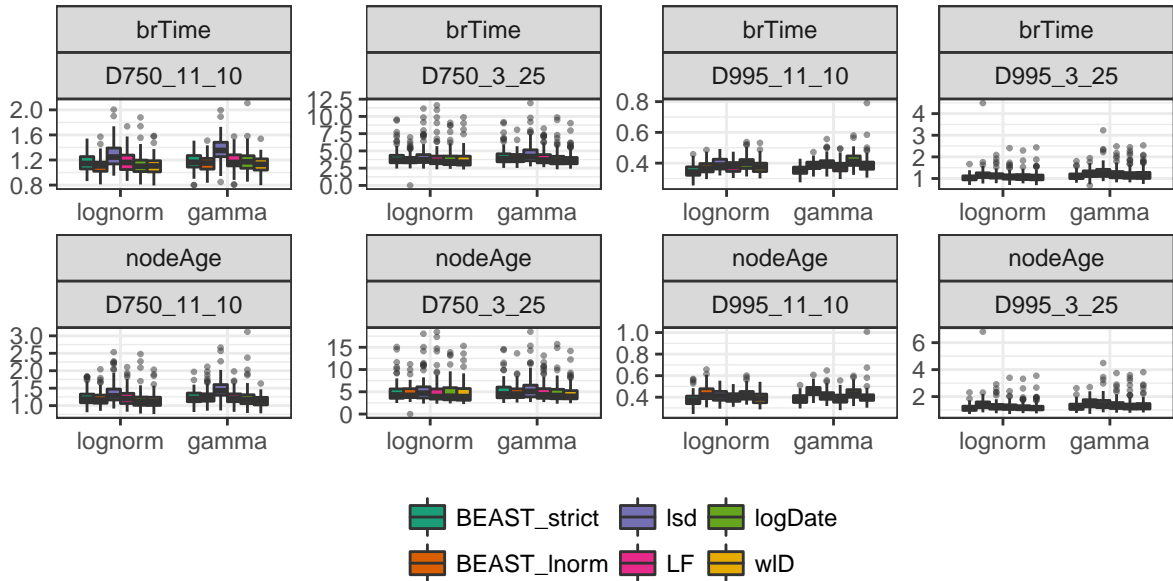 brTime brTime brTime brTime
D750_11_10 D750_3_25 D995_11_10 D995_3_25
2.0 12.5 0.8 4
1.6 10.0 0.6 3
1.2 7.5 0.4 2
0.8 5.0 1
2.5
0.0
lognorm gamma lognorm gamma lognorm gamma lognorm gamma
nodeAge nodeAge nodeAge nodeAge
D750_11_10 D750_3_25 D995_11_10 D995_3_25
3.0 15 1.0 6
2.5 10 0.8 4
2.0 5 0.6 2
1.5 0 0.4
1.0
lognorm gamma lognorm gamma lognorm gamma lognorm gamma
BEAST_strict lsd logDate
BEAST_lnorm LF wlD